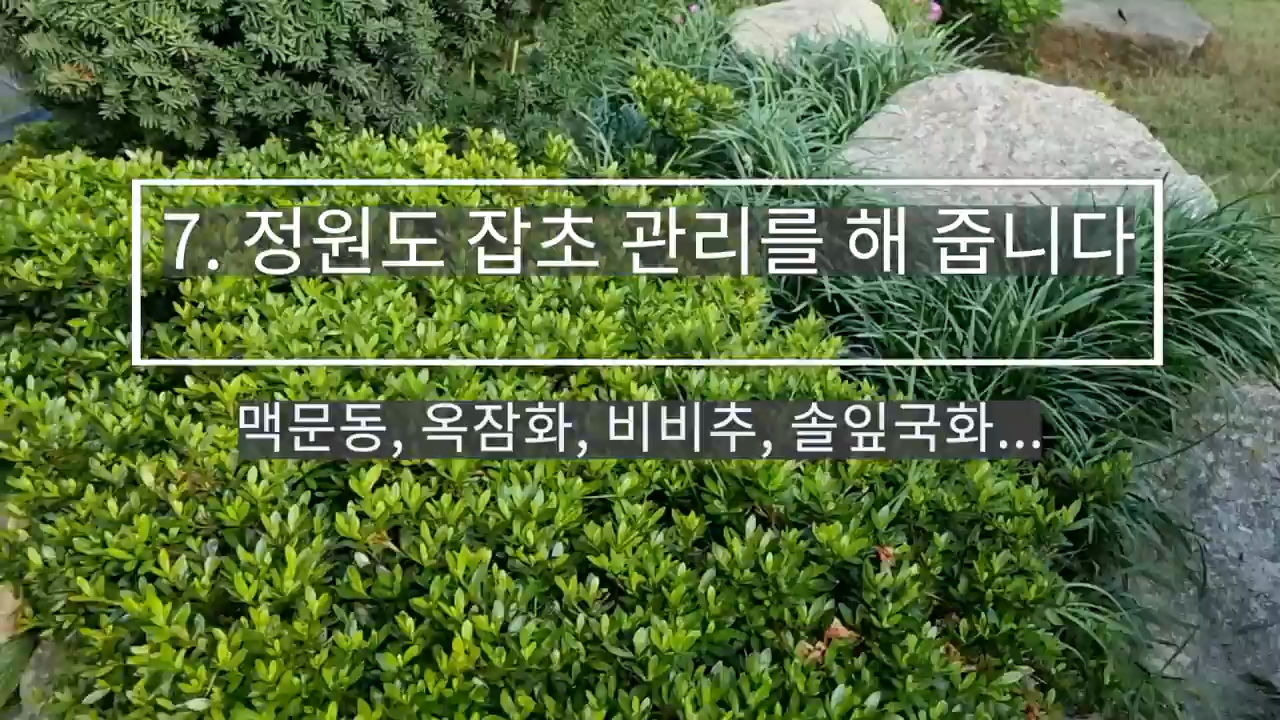 7. 정원도 잡초 관리를 해 줍니다
맥문동, 옥잠화, 비비추, 솔잎국화...